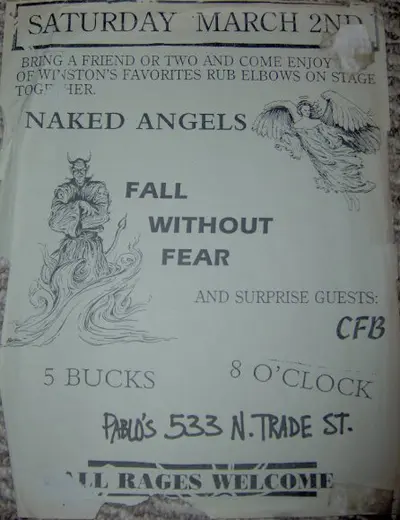 SATURDAY MARCH 2ND
BRING A FRIEND OR TWO AND COME ENJOY
OF WINSTON'S FAVORITES RUB ELBOWS ON STAGE
TOGETHER.
NAKED ANGELS
FALL
WITHOUT
FEAR
AND SURPRISE GUESTS:
CFB
5 BUCKS
8 O'CLOCK
PABLO'S 533 N. TRADE ST.
ALL RAGES WELCOME